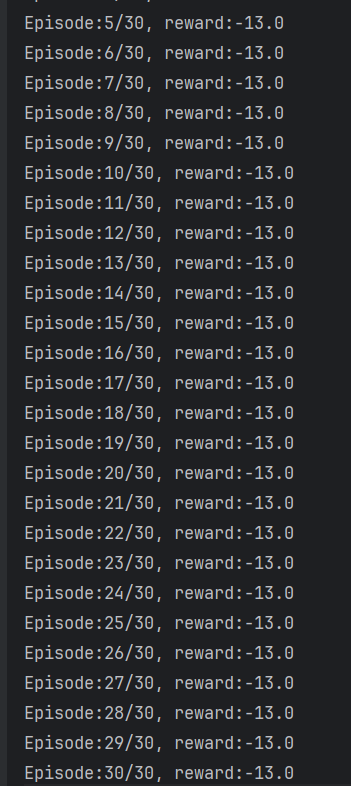 Episode:5/30, reward:-13.0
Episode:6/30, reward:-13.0
Episode:7/30, reward:-13.0
Episode:8/30, reward:-13.0
Episode:9/30, reward:-13.0
Episode:10/30, reward:-13.0
Episode:11/30, reward:-13.0
Episode:12/30, reward:-13.0
Episode:13/30, reward:-13.0
Episode:14/30, reward:-13.0
Episode:15/30, reward:-13.0
Episode:16/30, reward:-13.0
Episode:17/30, reward:-13.0
Episode:18/30, reward:-13.0
Episode:19/30, reward:-13.0
Episode:20/30, reward:-13.0
Episode:21/30, reward:-13.0
Episode:22/30, reward:-13.0
Episode:23/30, reward:-13.0
Episode:24/30, reward:-13.0
Episode:25/30, reward:-13.0
Episode:26/30, reward:-13.0
Episode:27/30, reward:-13.0
Episode:28/30, reward:-13.0
Episode:29/30, reward:-13.0
Episode:30/30, reward:-13.0